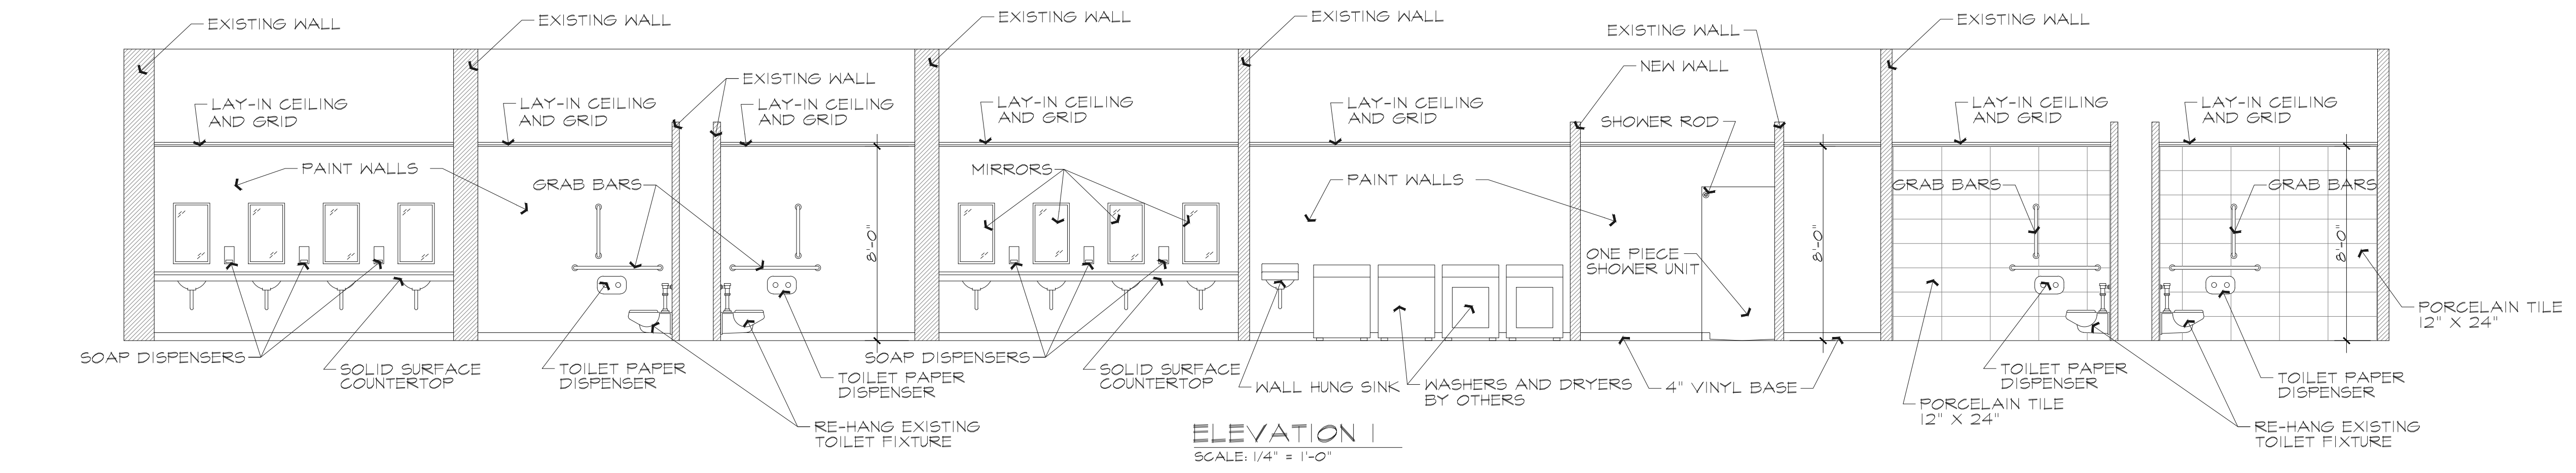 EXISTING WALL
EXISTING WALL
EXISTING WALL
EXISTING WALL
EXISTING WALL
EXISTING WALL
EXISTING WALL
NEW WALL
LAY-IN CEILING
AND GRID
LAY-IN CEILING
AND GRID
LAY-IN CEILING
AND GRID
LAY-IN CEILING
AND GRID
LAY-IN CEILING
AND GRID
LAY-IN CEILING
AND GRID
LAY-IN CEILING
AND GRID
SHOWER ROD
PAINT WALLS
GRAB BARS
MIRRORS
PAINT WALLS
GRAB BARS
GRAB BARS
8'-0"
8'-0"
8'-0"
ONE PIECE
SHOWER UNIT
PORCELAIN TILE
12" X 24"
SOAP DISPENSERS
SOLID SURFACE
COUNTERTOP
TOILET PAPER
DISPENSER
TOILET PAPER
DISPENSER
SOAP DISPENSERS
SOLID SURFACE
COUNTERTOP
WALL HUNG SINK
WASHERS AND DRYERS
BY OTHERS
4" VINYL BASE
TOILET PAPER
DISPENSER
TOILET PAPER
DISPENSER
PORCELAIN TILE
12" X 24"
RE-HANG EXISTING
TOILET FIXTURE
RE-HANG EXISTING
TOILET FIXTURE
ELEVATION 1
SCALE: 1/4" = 1'-0"